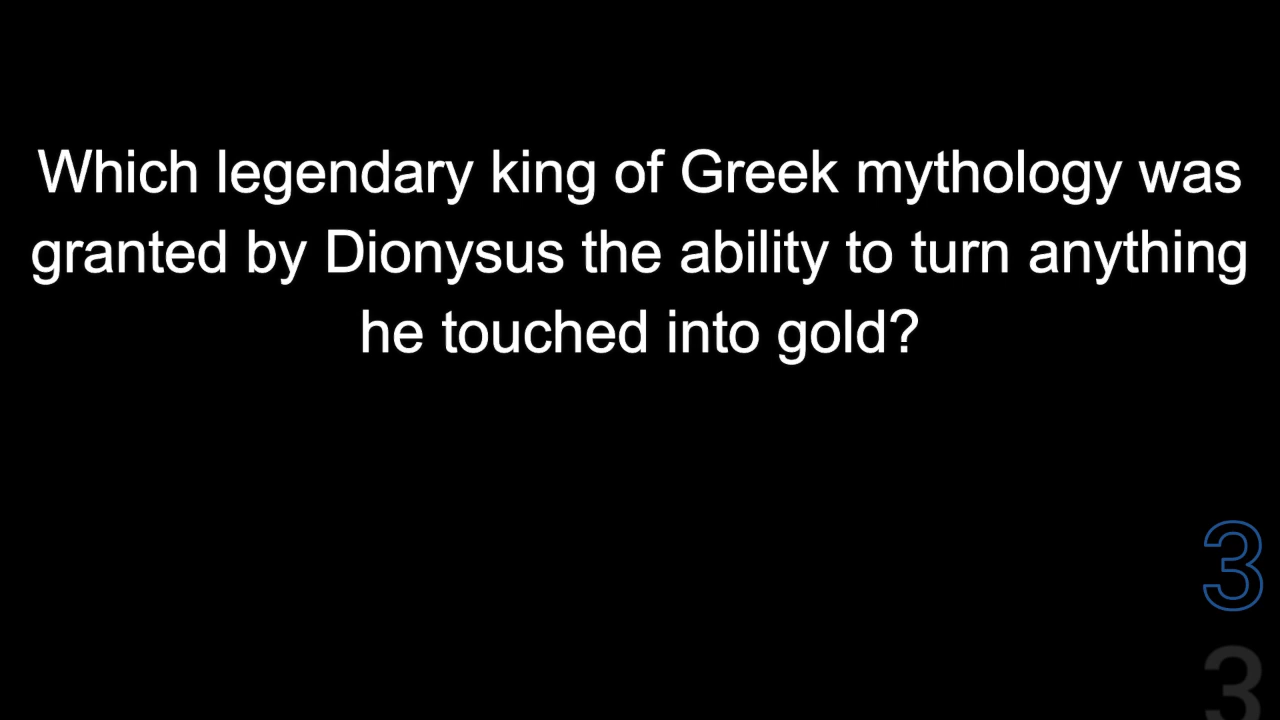 Which legendary king of Greek mythology was
granted by Dionysus the ability to turn anything
he touched into gold?
3
3